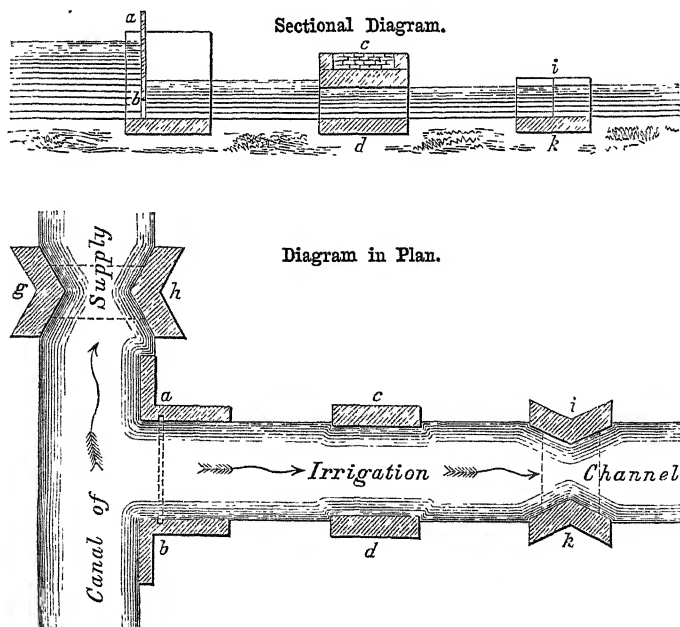 Sectional Diagram.
a
b
c
d
i
k
Diagram in Plan.
Supply
g
h
a
c
i
Irrigation
Channel
Canal of
b
d
k